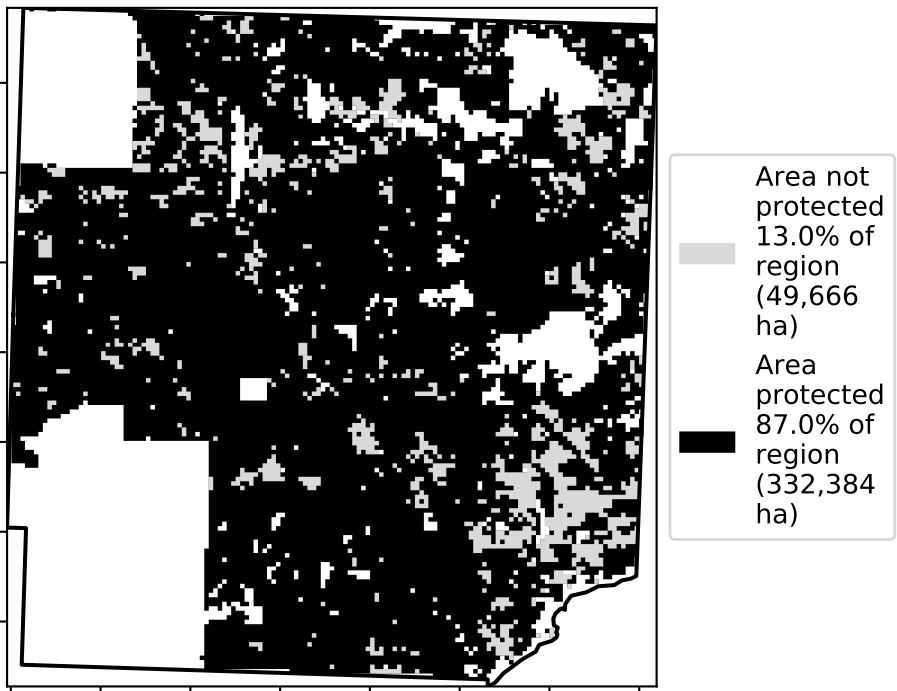 Area not
protected
13.0% of
region
(49,666
ha)
Area
protected
87.0% of
region
(332,384
ha)